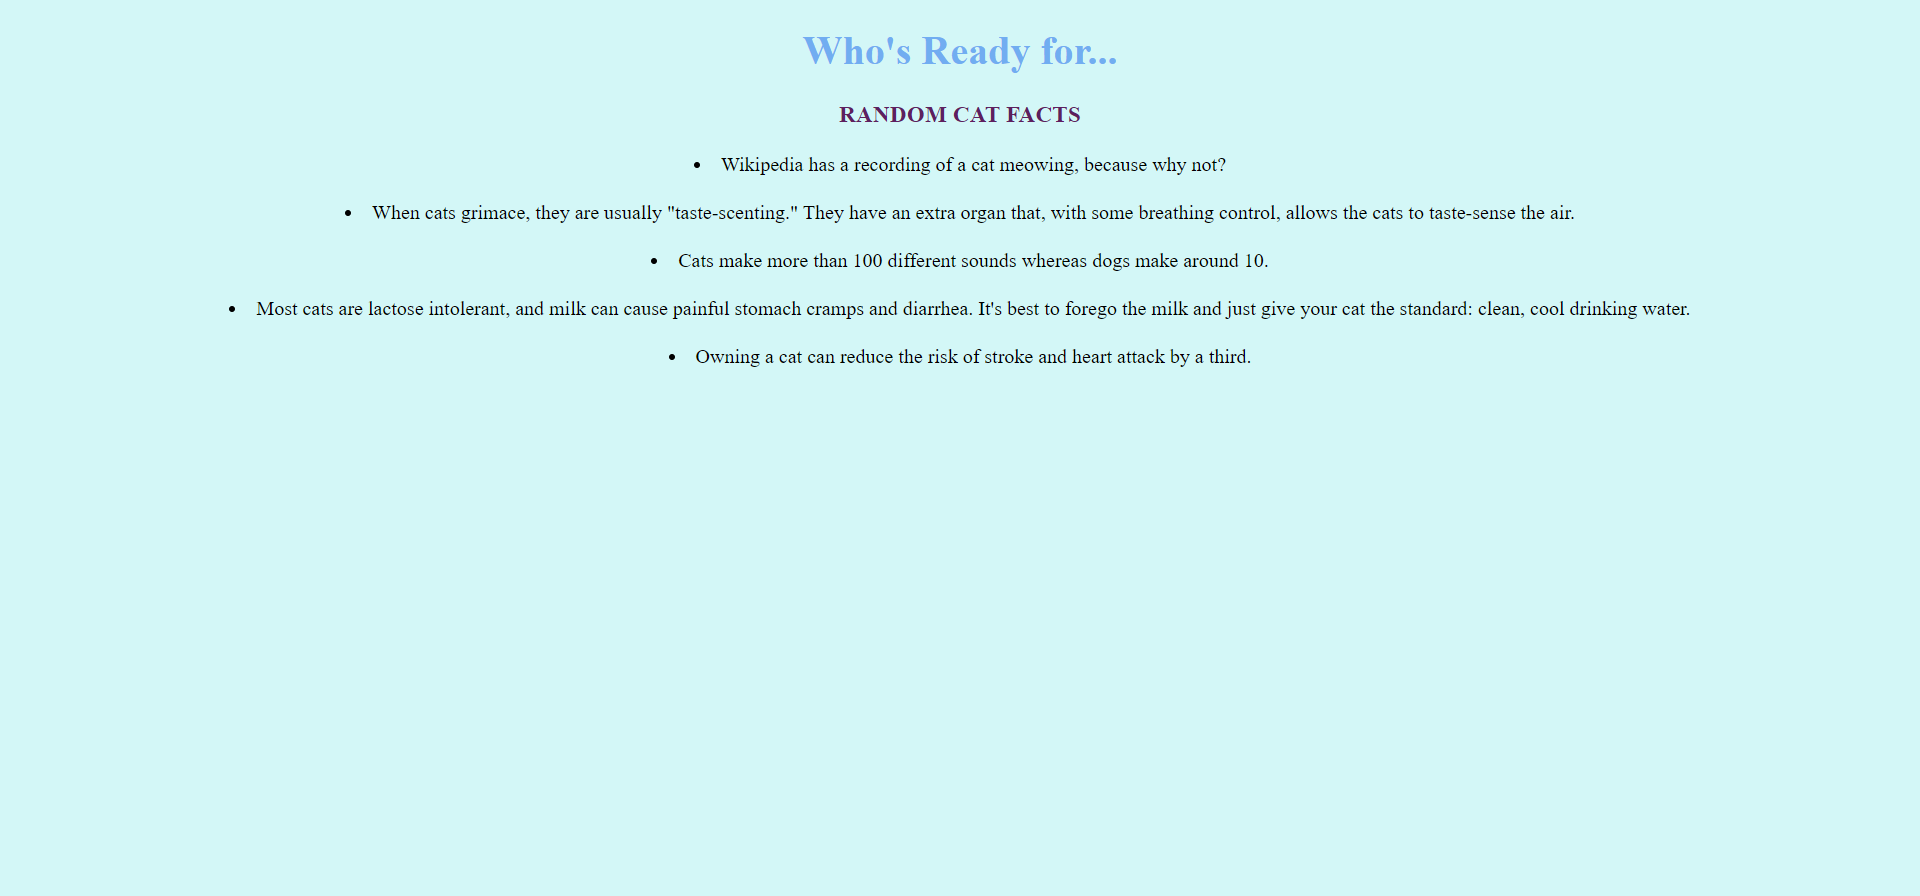 Who's Ready for...
RANDOM CAT FACTS
• Wikipedia has a recording of a cat meowing, because why not?
• When cats grimace, they are usually "taste-scenting." They have an extra organ that, with some breathing control, allows the cats to taste-sense the air.
• Cats make more than 100 different sounds whereas dogs make around 10.
• Most cats are lactose intolerant, and milk can cause painful stomach cramps and diarrhea. It's best to forego the milk and just give your cat the standard: clean, cool drinking water.
• Owning a cat can reduce the risk of stroke and heart attack by a third.